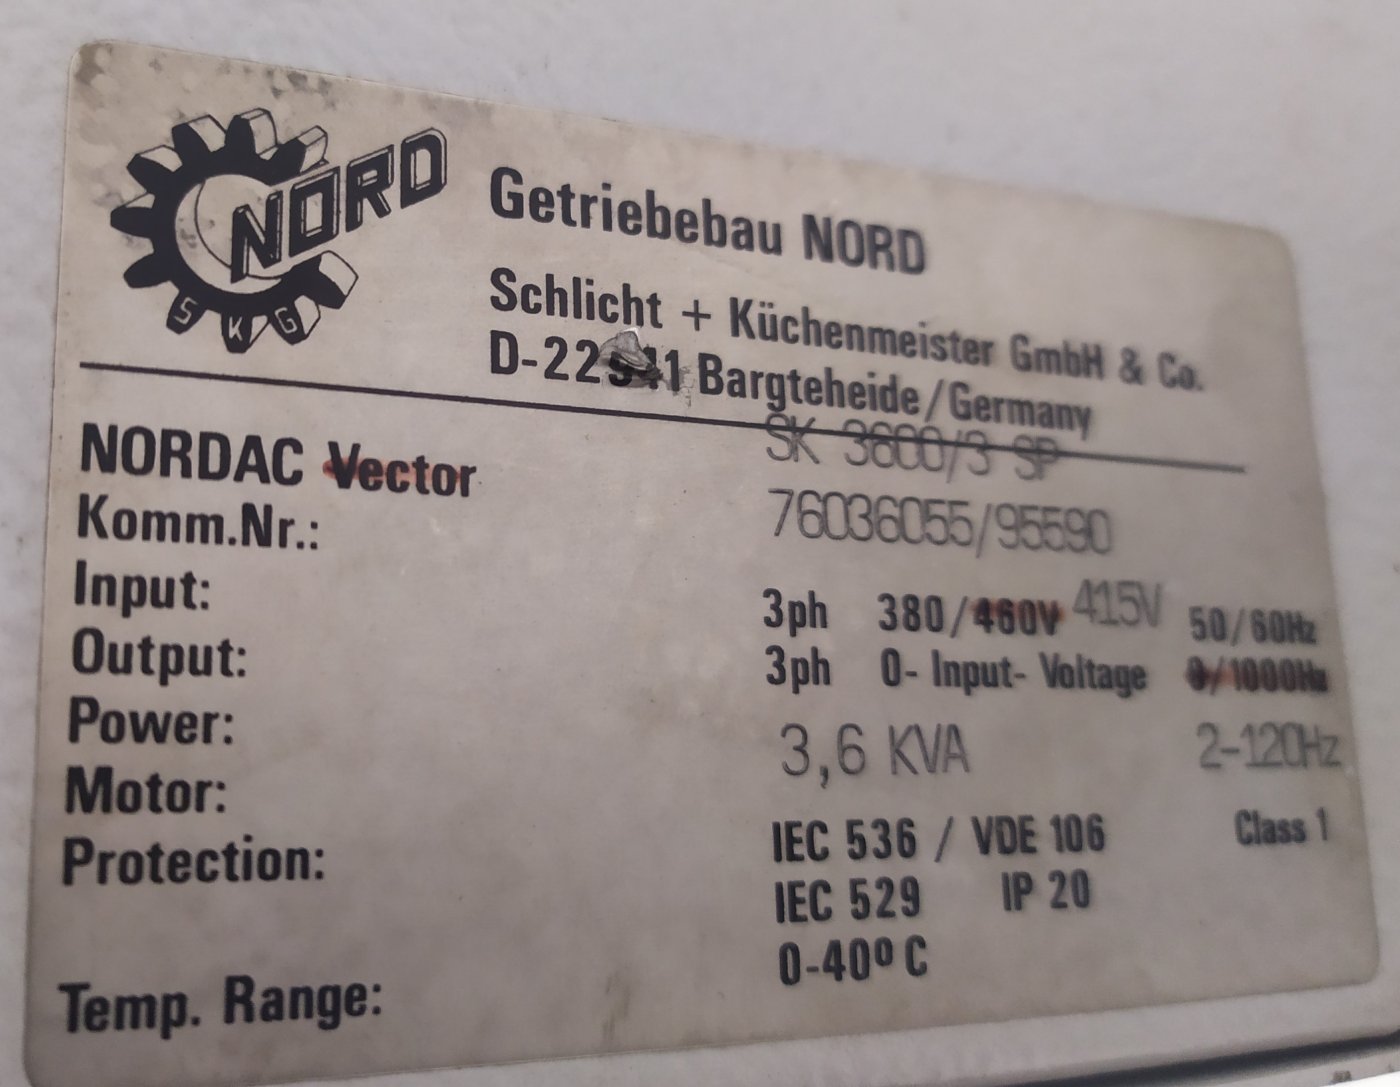 NORD
SKG
Getriebebau NORD
Schlicht + Küchenmeister GmbH & Co.
Bargteheide/Germany
NORDAC Vector SK 3600/3 SP
Komm.Nr.: 76036055/95590
Input: 3ph 380/460V 415V 50/60Hz
Output: 3ph 0- Input- Voltage 0/1000Hz
Power: 3,6 KVA 2-120Hz
Motor:
Protection: IEC 536 / VDE 106 Class 1
IEC 529 IP 20
Temp. Range: 0-40º C